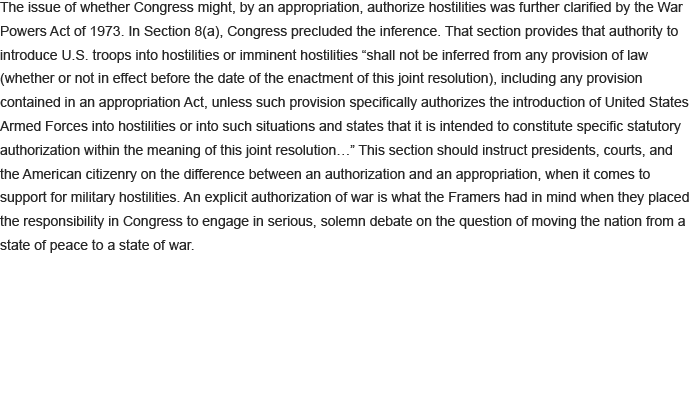 The issue of whether Congress might, by an appropriation, authorize hostilities was further clarified by the War
Powers Act of 1973. In Section 8(a), Congress precluded the inference. That section provides that authority to
introduce U.S. troops into hostilities or imminent hostilities “shall not be inferred from any provision of law
(whether or not in effect before the date of the enactment of this joint resolution), including any provision
contained in an appropriation Act, unless such provision specifically authorizes the introduction of United States
Armed Forces into hostilities or into such situations and states that it is intended to constitute specific statutory
authorization within the meaning of this joint resolution…” This section should instruct presidents, courts, and
the American citizenry on the difference between an authorization and an appropriation, when it comes to
support for military hostilities. An explicit authorization of war is what the Framers had in mind when they placed
the responsibility in Congress to engage in serious, solemn debate on the question of moving the nation from a
state of peace to a state of war.